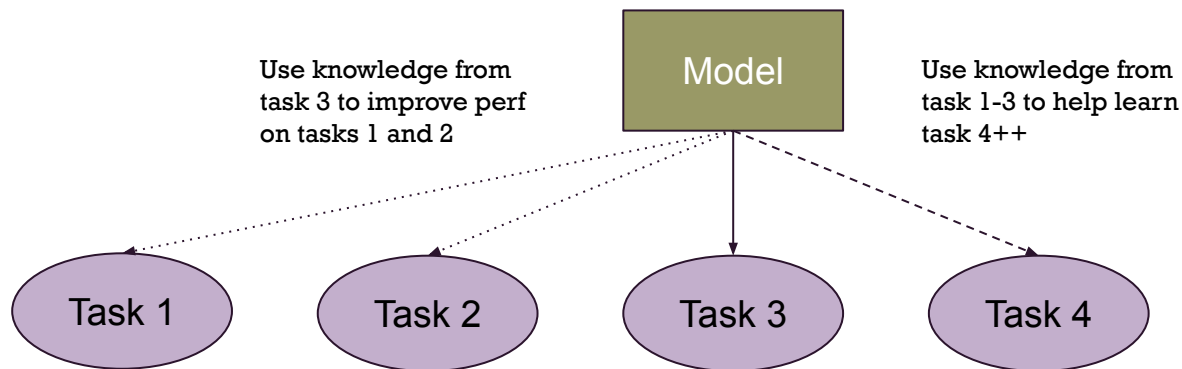 Use knowledge from
task 3 to improve perf
on tasks 1 and 2
Model
Use knowledge from
task 1-3 to help learn
task 4++
Task 1
Task 2
Task 3
Task 4